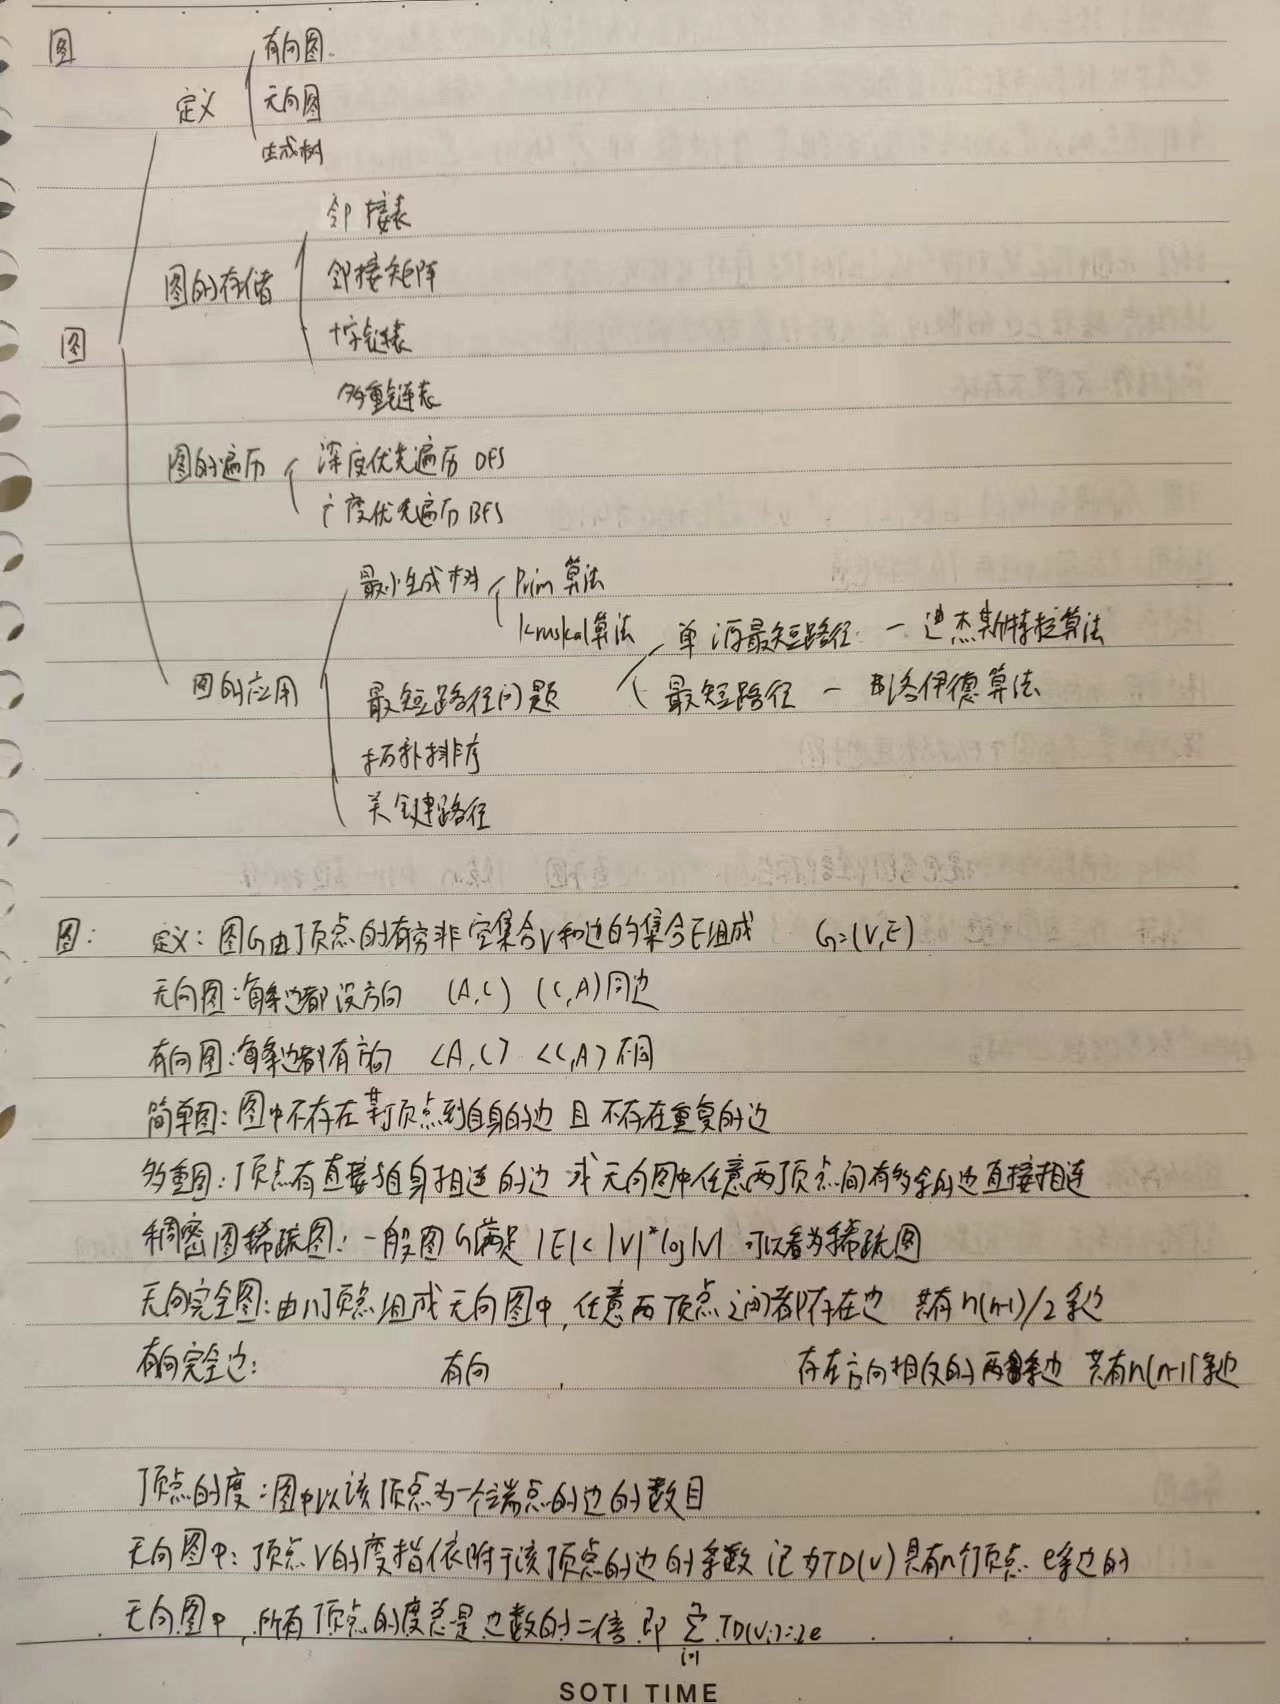 图
有向图
定义
无向图
生成树
邻接表
图的存储
邻接矩阵
十字链表
图
多重链表
图的遍历
深度优先遍历 DFS
广度优先遍历 BFS
最小生成树
Prim 算法
Kruskal算法
单源最短路径 — 迪杰斯特拉算法
图的应用
最短路径问题
最短路径 — 弗洛伊德算法
拓扑排序
关键路径
图: 定义: 图G由顶点的有穷非空集合V和边的集合E组成 G=(V,E)
无向图: 每条边都没方向 (A,C) (C,A)同边
有向图: 每条边都有方向 <A,C> <C,A>不同
简单图: 图中不存在某顶点到自身的边 且 不存在重复的边
多重图: 顶点有直接与自身相连的边 或 无向图中任意两顶点间有多余的边直接相连
稠密图稀疏图: 一般图G满足 |E|<|V|*log|V| 可以看为稀疏图
无向完全图: 由n顶点组成无向图中, 任意两顶点之间都存在边 共有n(n-1)/2条边
有向完全边: 有向 , 存在方向相反的两条边 共有n(n-1)条边
顶点的度: 图中以该顶点为一个端点的边的数目
无向图中: 顶点V的度指依附于该顶点的边的条数 记为TD(v) 具有n个顶点 e条边的
无向图中, 所有顶点的度总是边数的二倍 即 ∑ TD(vi)=2e
i=1
SOTI TIME